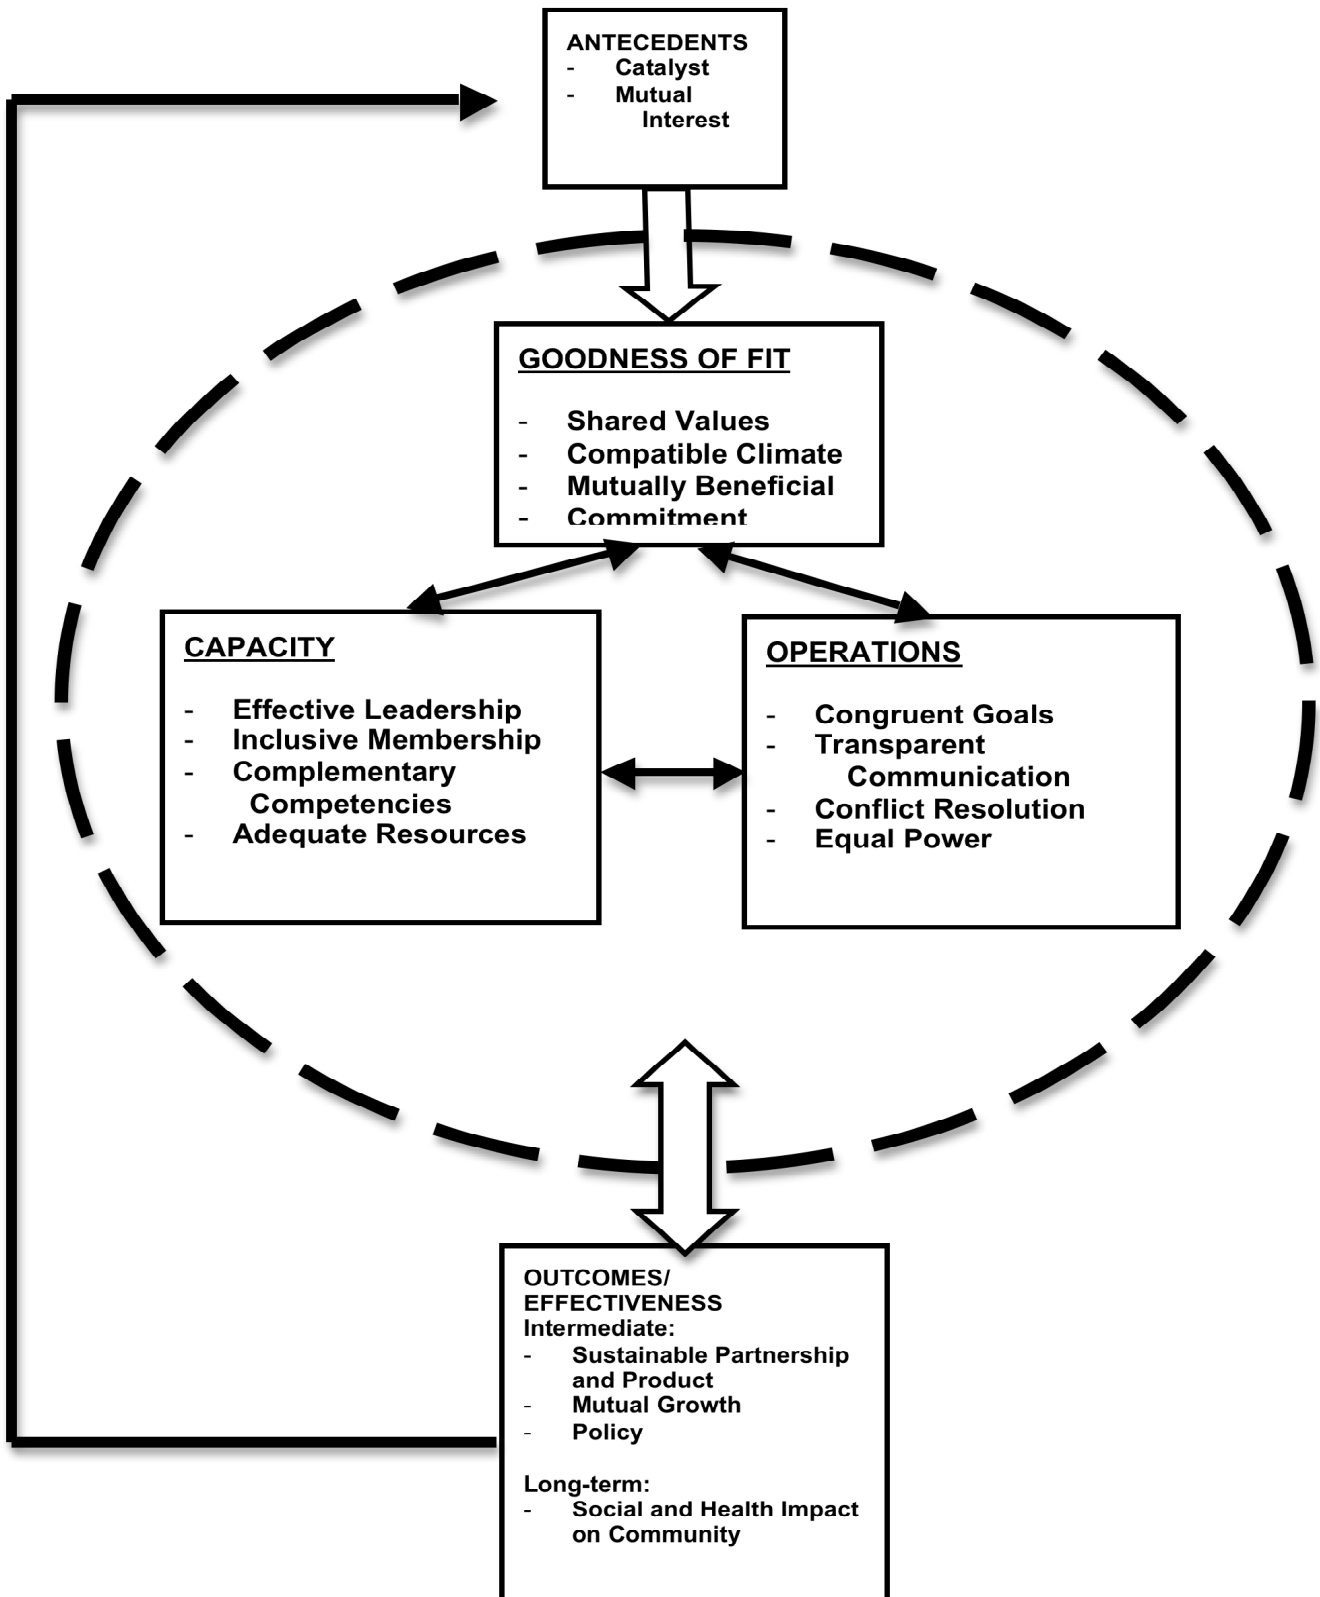 ANTECEDENTS
- Catalyst
- Mutual
Interest
GOODNESS OF FIT
- Shared Values
- Compatible Climate
- Mutually Beneficial
- Commitment
CAPACITY
- Effective Leadership
- Inclusive Membership
- Complementary
Competencies
- Adequate Resources
OPERATIONS
- Congruent Goals
- Transparent
Communication
- Conflict Resolution
- Equal Power
OUTCOMES/
EFFECTIVENESS
Intermediate:
- Sustainable Partnership
and Product
- Mutual Growth
- Policy
Long-term:
- Social and Health Impact
on Community